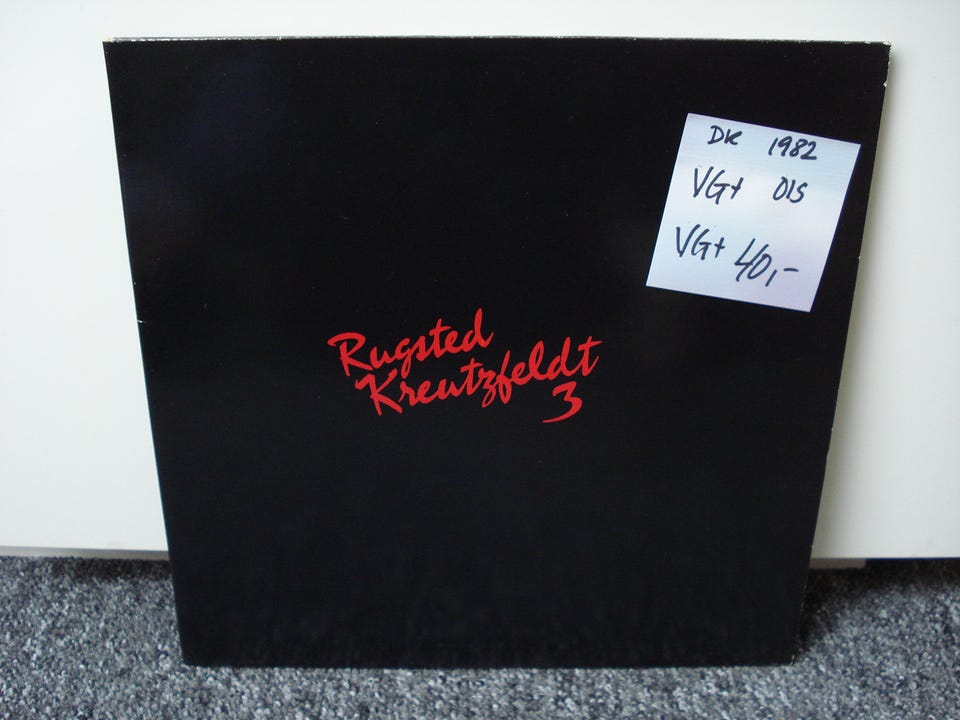 DK 1982
VG+ OIS
VG+ 40,-
Rugsted
Kreutzfeldt
3